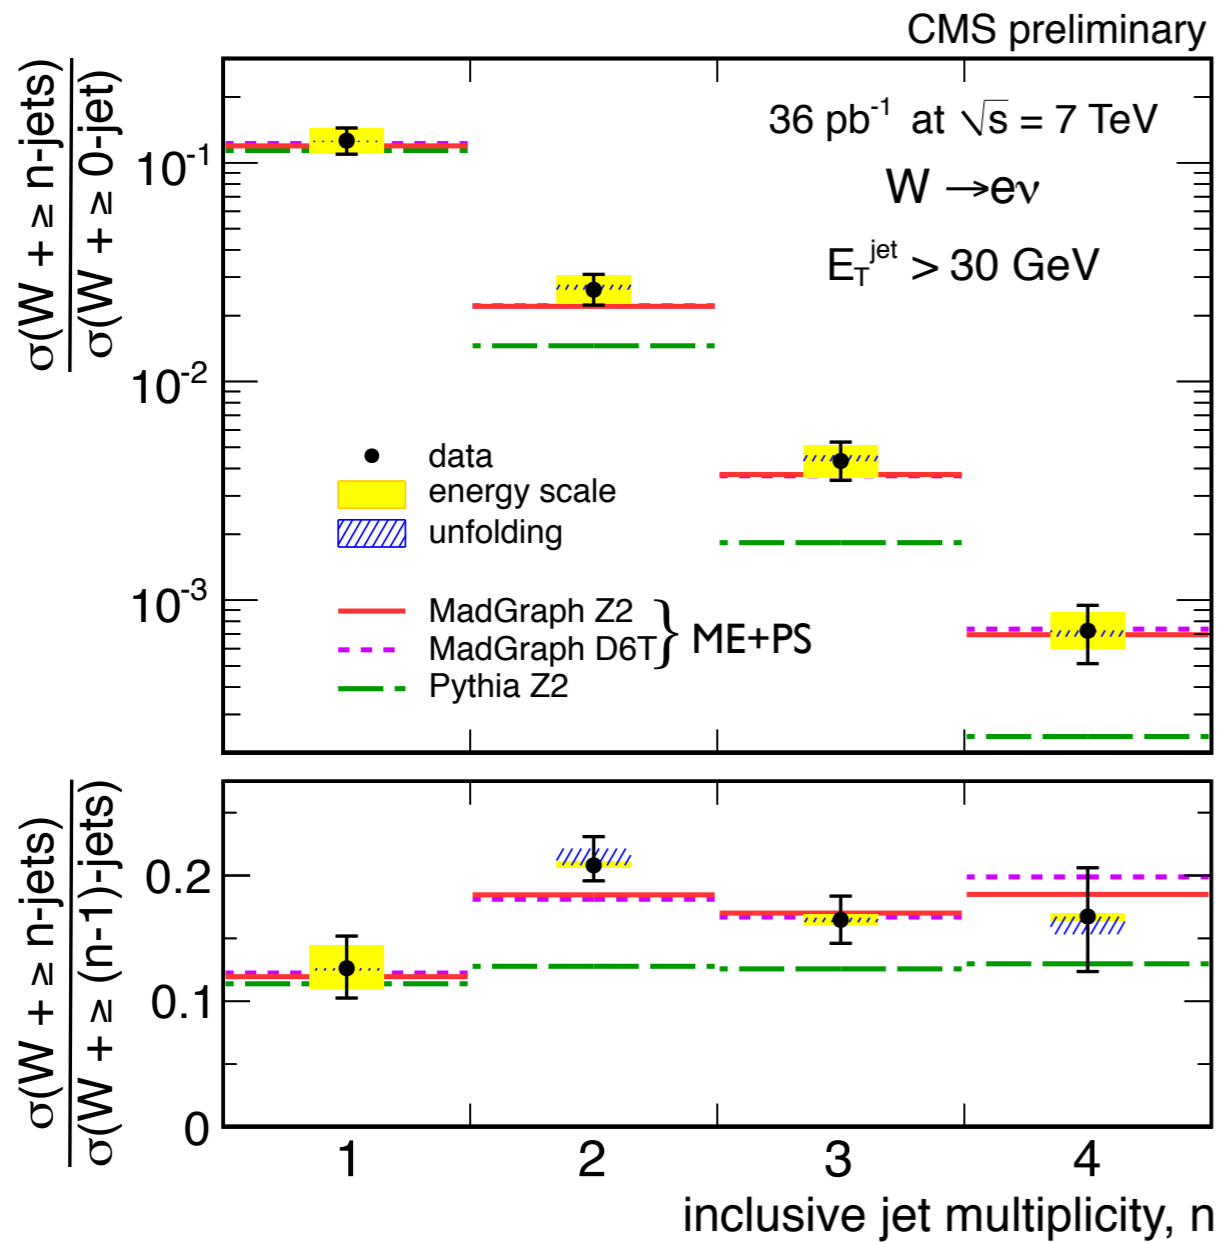 CMS preliminary
σ(W + ≥ n-jets)
σ(W + ≥ 0-jet)
36 pb⁻¹ at √s = 7 TeV
W →eν
E_T^jet > 30 GeV
10⁻¹
10⁻²
10⁻³
data
energy scale
unfolding
MadGraph Z2
MadGraph D6T
} ME+PS
Pythia Z2
σ(W + ≥ n-jets)
σ(W + ≥ (n-1)-jets)
0.2
0.1
0
1 2 3 4
inclusive jet multiplicity, n